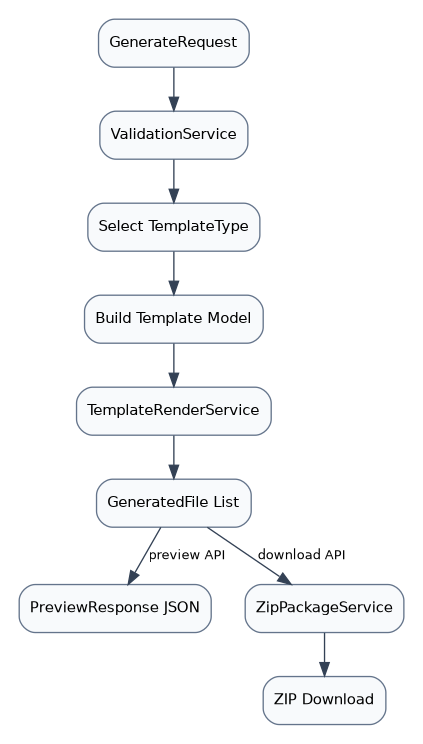 GenerateRequest
ValidationService
Select TemplateType
Build Template Model
TemplateRenderService
GeneratedFile List
preview API
download API
PreviewResponse JSON
ZipPackageService
ZIP Download